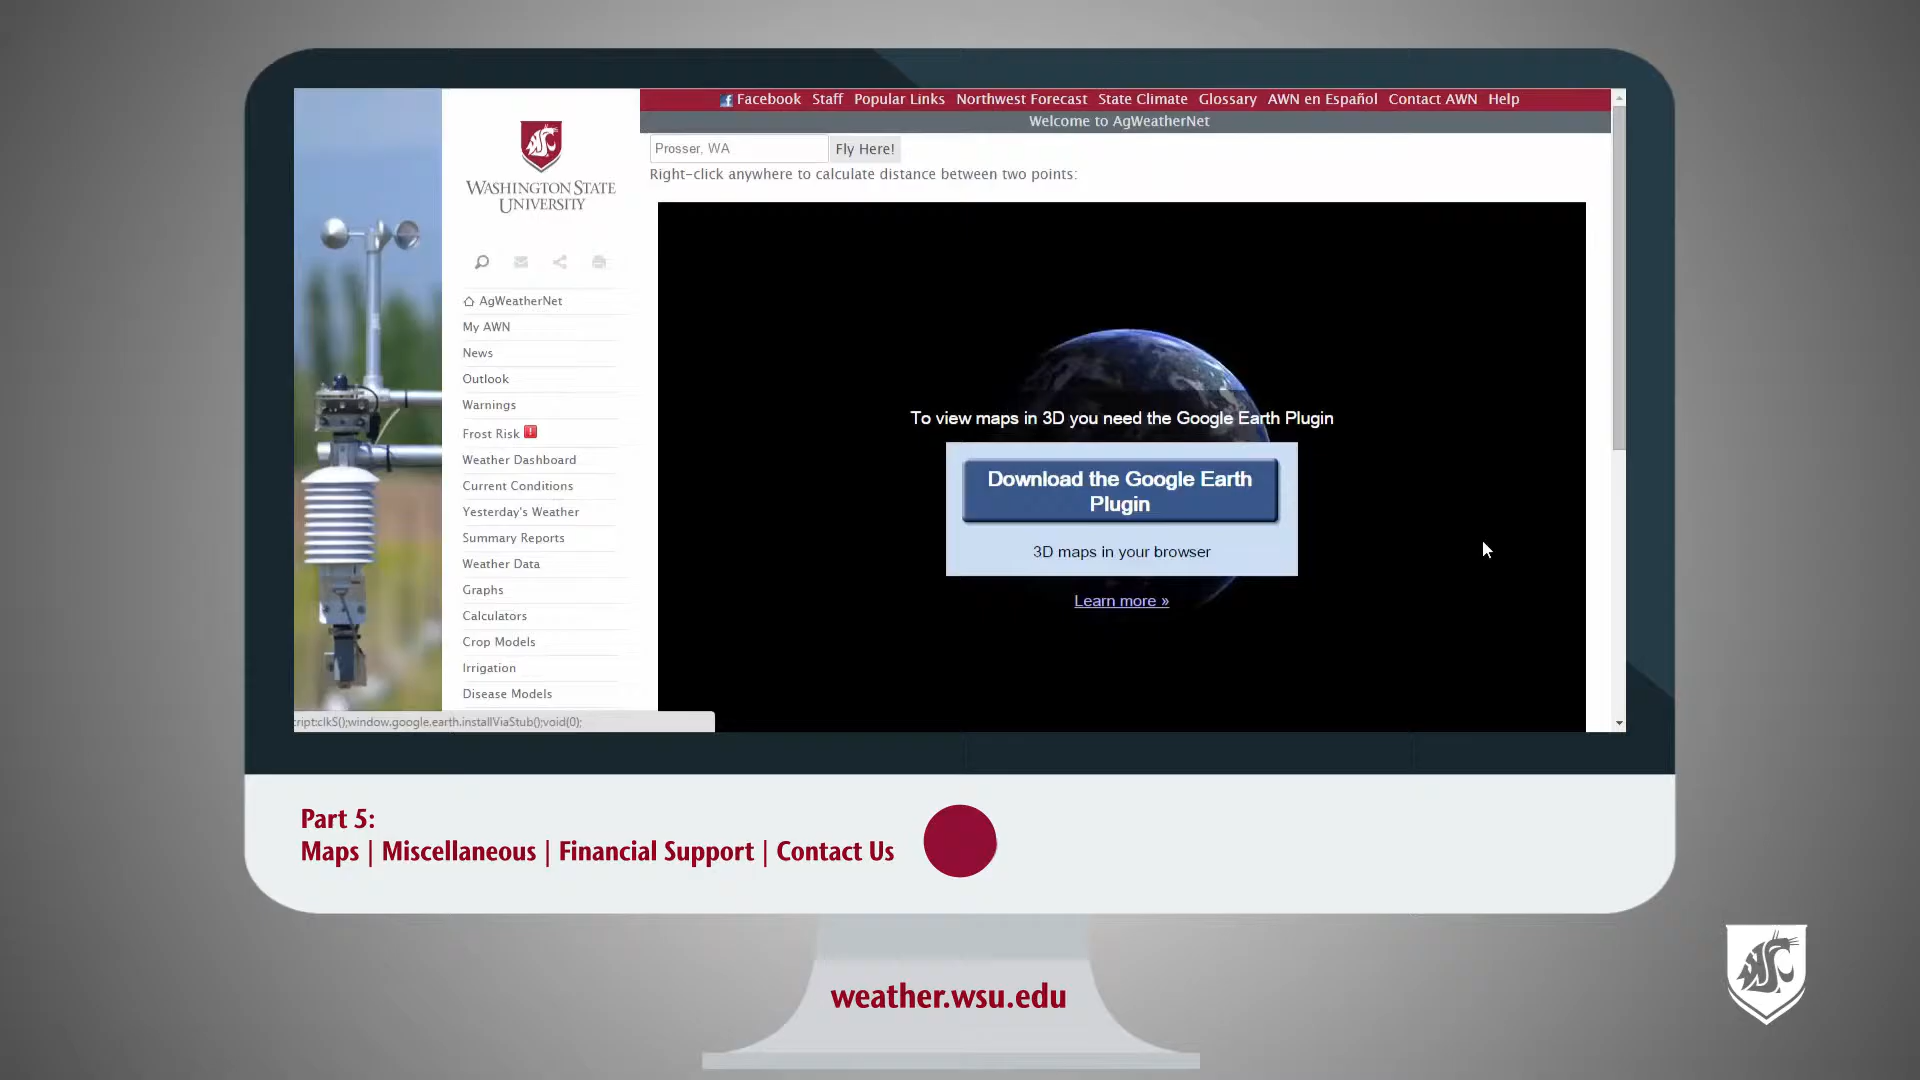 Facebook Staff Popular Links Northwest Forecast State Climate Glossary AWN en Español Contact AWN Help
Welcome to AgWeatherNet
WASHINGTON STATE
UNIVERSITY
Prosser, WA
Fly Here!
Right-click anywhere to calculate distance between two points:
AgWeatherNet
My AWN
News
Outlook
Warnings
Frost Risk
Weather Dashboard
Current Conditions
Yesterday's Weather
Summary Reports
Weather Data
Graphs
Calculators
Crop Models
Irrigation
Disease Models
To view maps in 3D you need the Google Earth Plugin
Download the Google Earth
Plugin
3D maps in your browser
Learn more »
ript:clkS();window.google.earth.installViaStub();void(0);
Part 5:
Maps | Miscellaneous | Financial Support | Contact Us
weather.wsu.edu